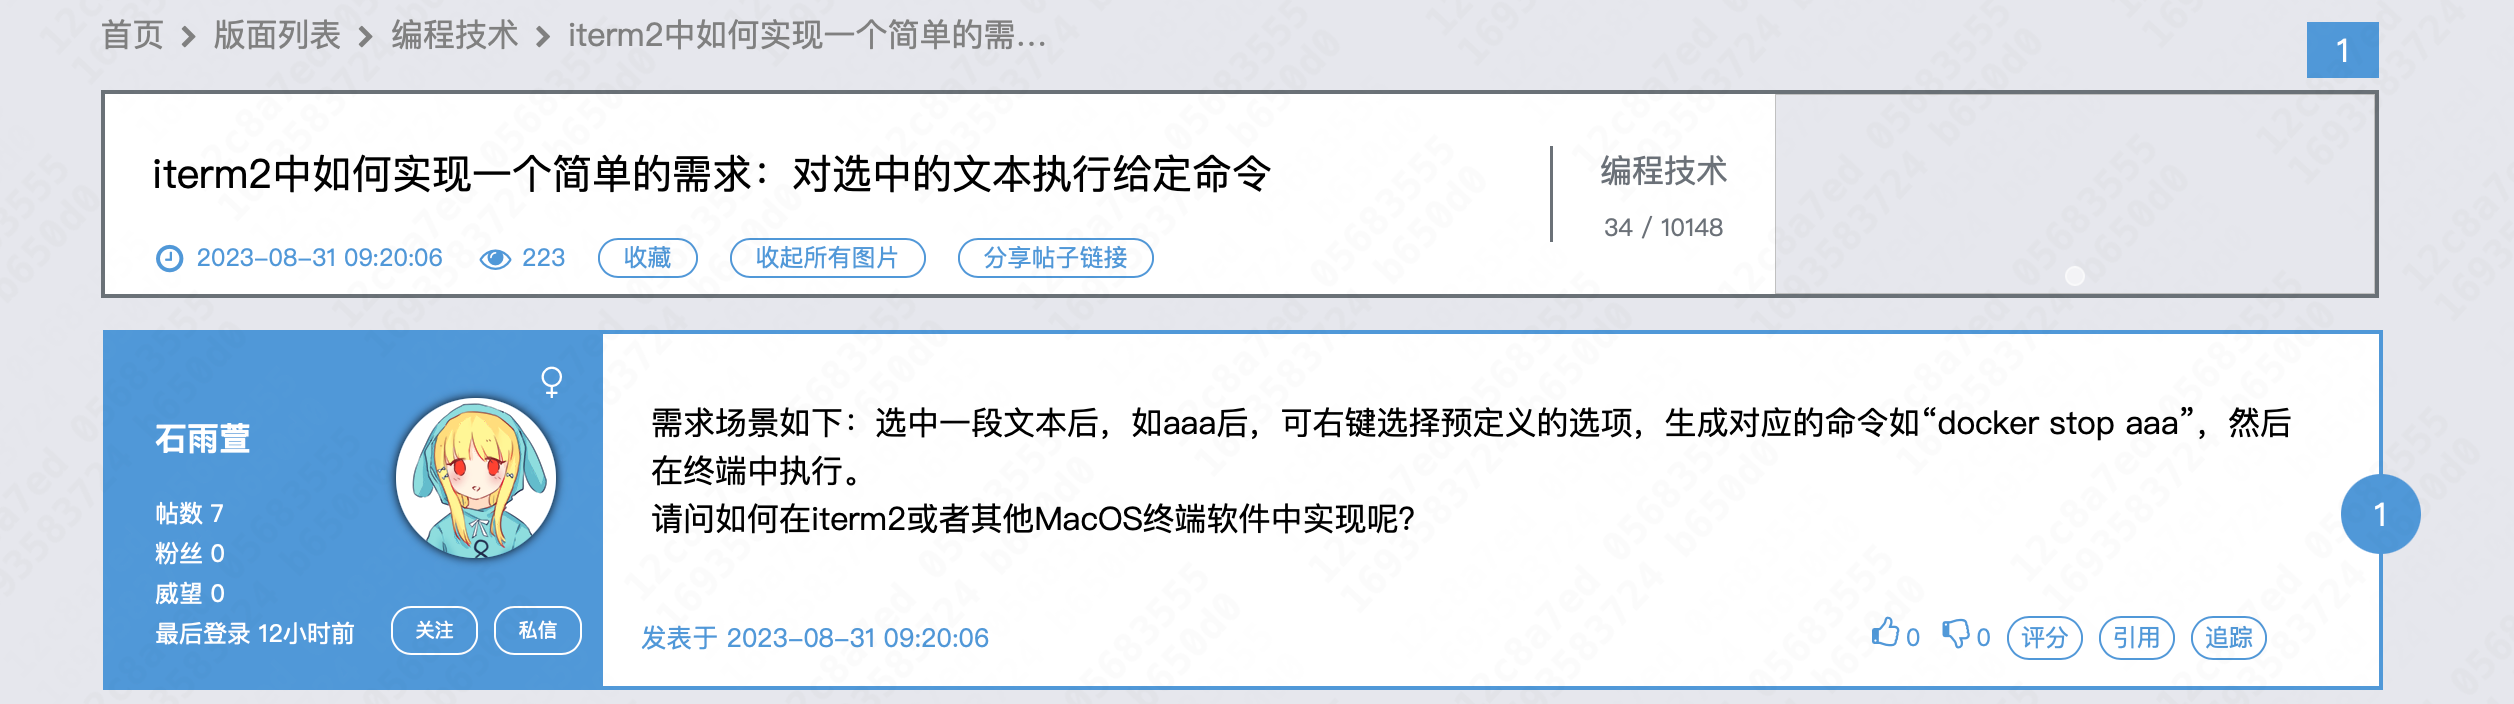 首页 > 版面列表 > 编程技术 > iterm2中如何实现一个简单的需...
1
iterm2中如何实现一个简单的需求：对选中的文本执行给定命令
编程技术
34 / 10148
2023-08-31 09:20:06 223 收藏 收起所有图片 分享帖子链接
石雨萱
帖数 7
粉丝 0
威望 0
最后登录 12小时前 关注 私信
需求场景如下：选中一段文本后，如aaa后，可右键选择预定义的选项，生成对应的命令如“docker stop aaa”，然后
在终端中执行。
请问如何在iterm2或者其他MacOS终端软件中实现呢？
1
发表于 2023-08-31 09:20:06
0 0 评分 引用 追踪
12c8a7ed 05683555
1693583724 b650d0